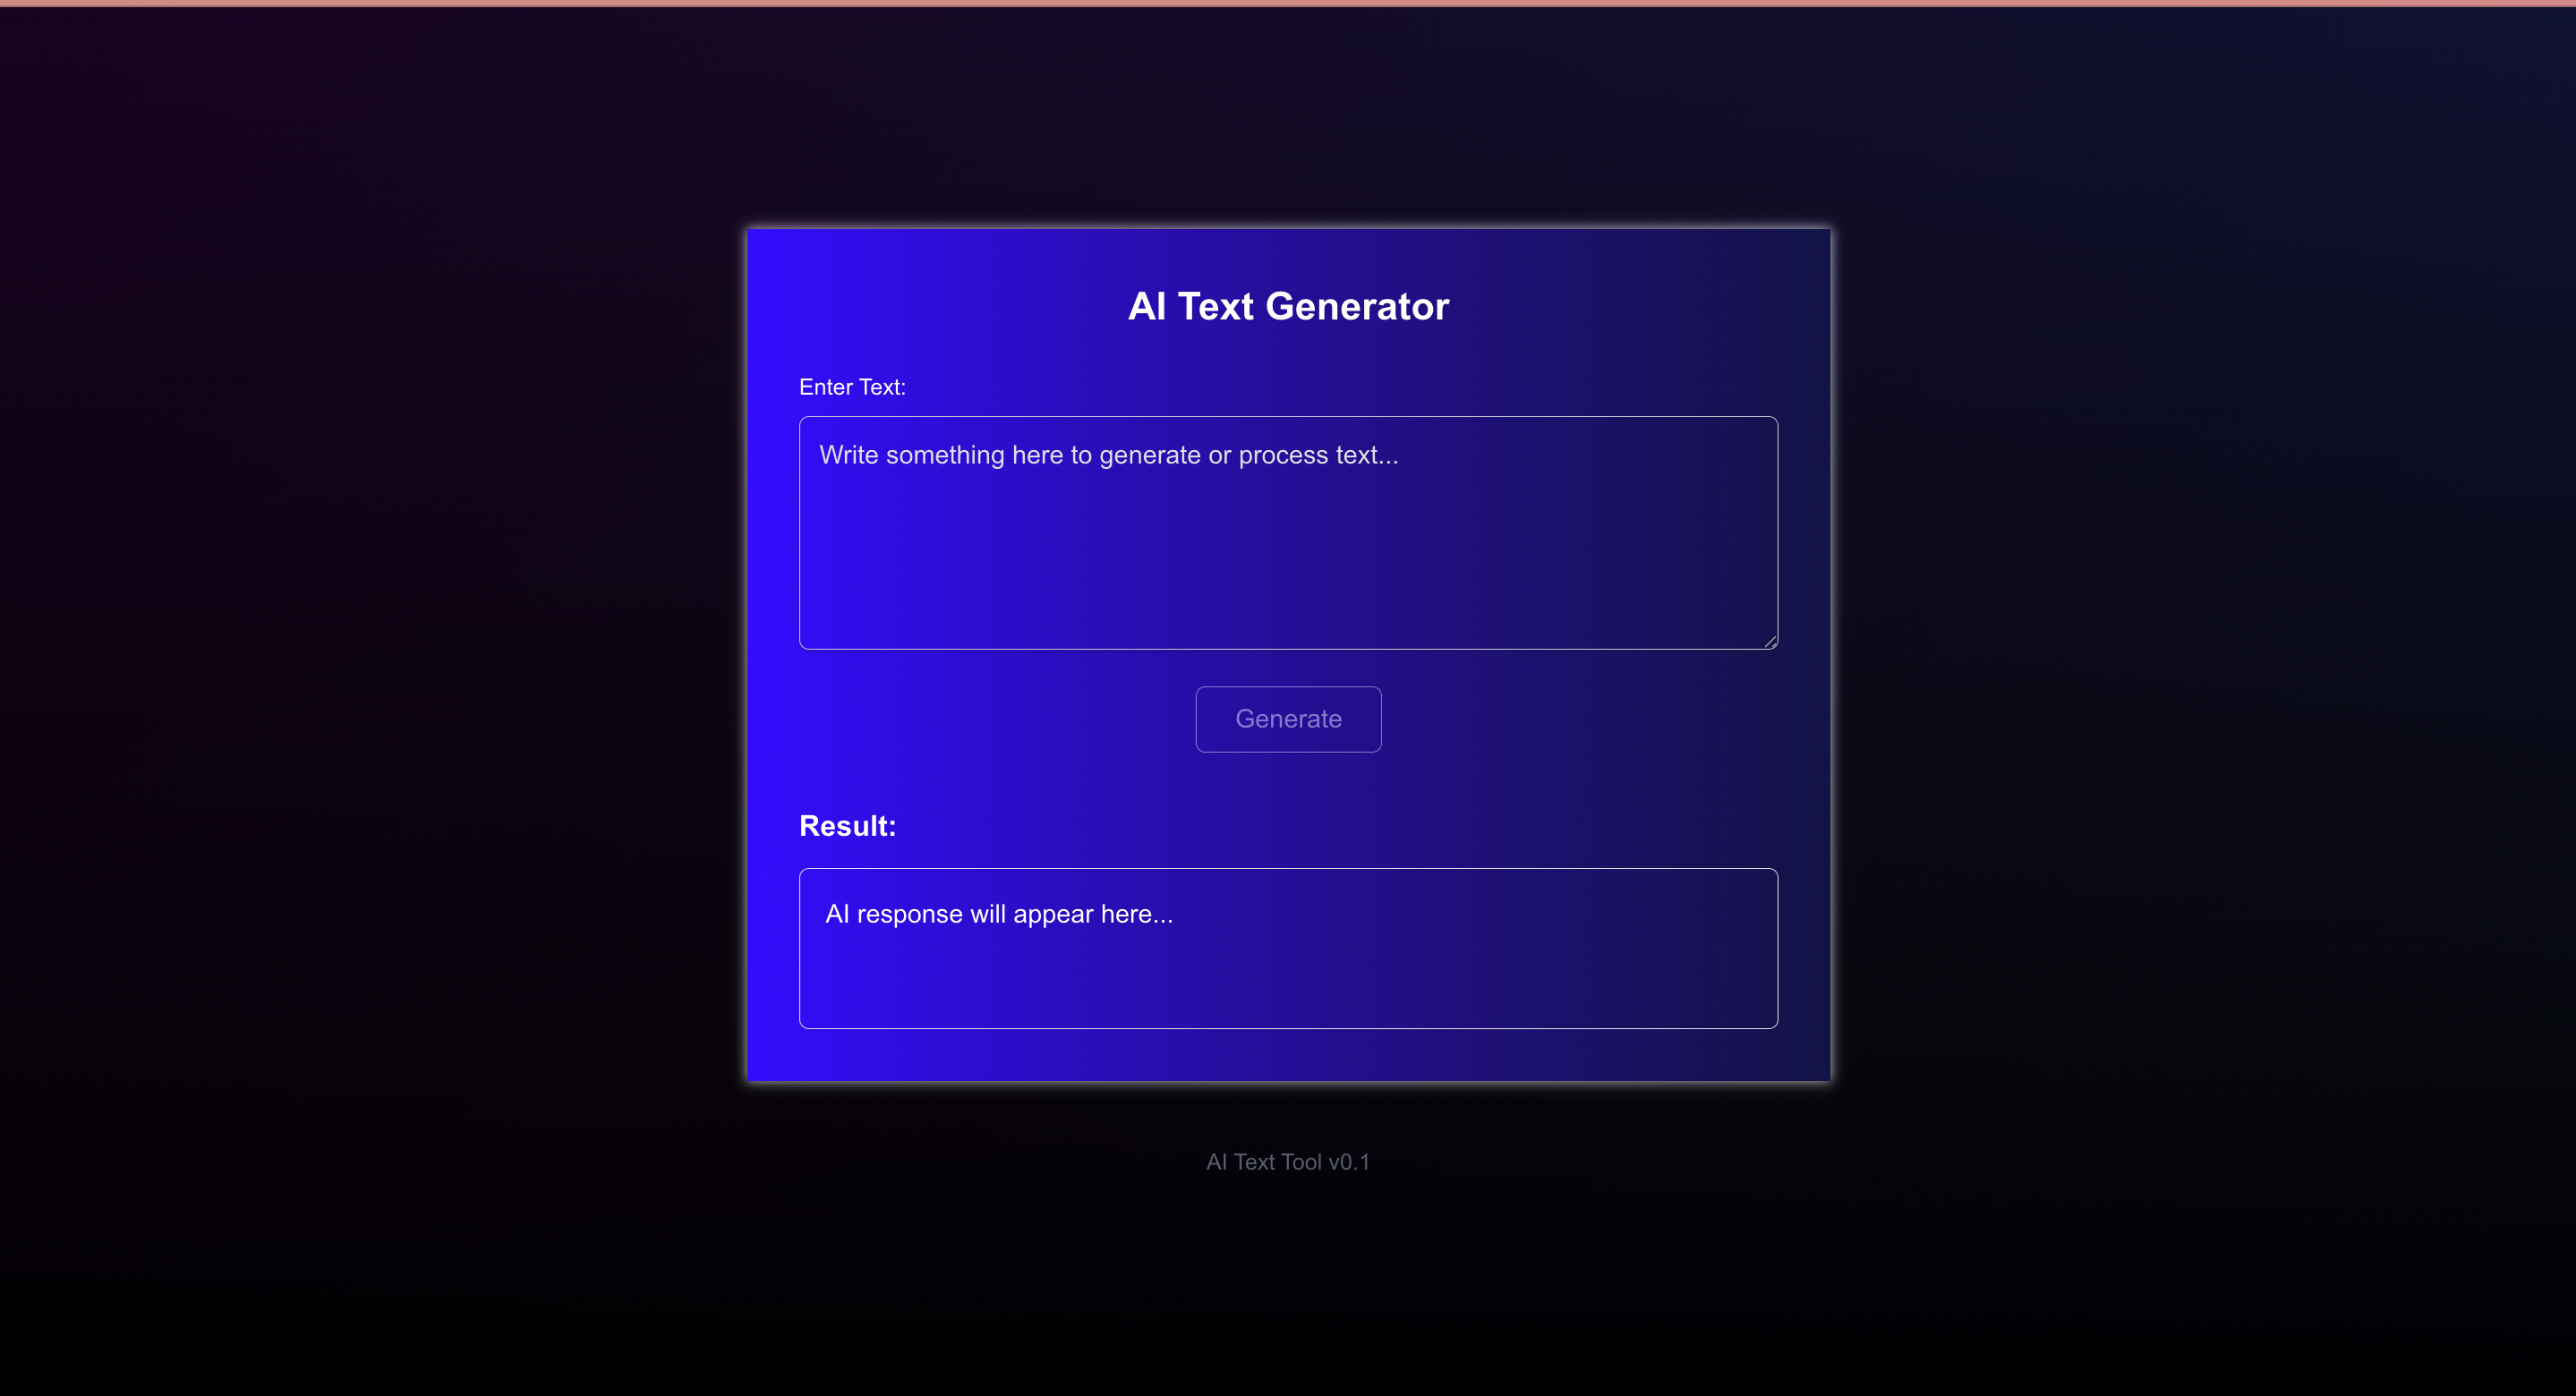 AI Text Generator
Enter Text:
Write something here to generate or process text...
Generate
Result:
AI response will appear here...
AI Text Tool v0.1